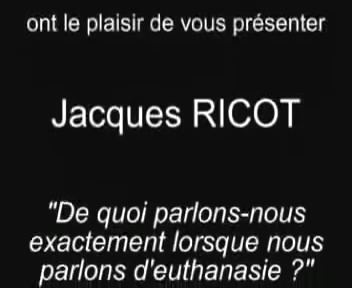 ont le plaisir de vous présenter
Jacques RICOT
"De quoi parlons-nous
exactement lorsque nous
parlons d'euthanasie ?"